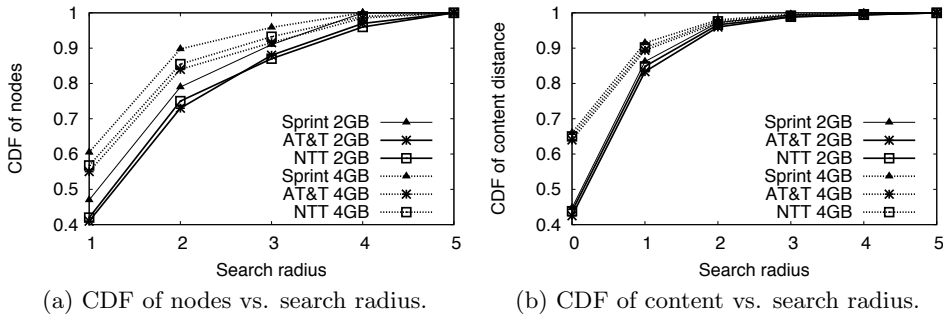 1
0.9
0.8
0.7
0.6
0.5
0.4
CDF of nodes
Sprint 2GB
AT&T 2GB
NTT 2GB
Sprint 4GB
AT&T 4GB
NTT 4GB
1 2 3 4 5
Search radius
(a) CDF of nodes vs. search radius.
1
0.9
0.8
0.7
0.6
0.5
0.4
CDF of content distance
Sprint 2GB
AT&T 2GB
NTT 2GB
Sprint 4GB
AT&T 4GB
NTT 4GB
0 1 2 3 4 5
Search radius
(b) CDF of content vs. search radius.